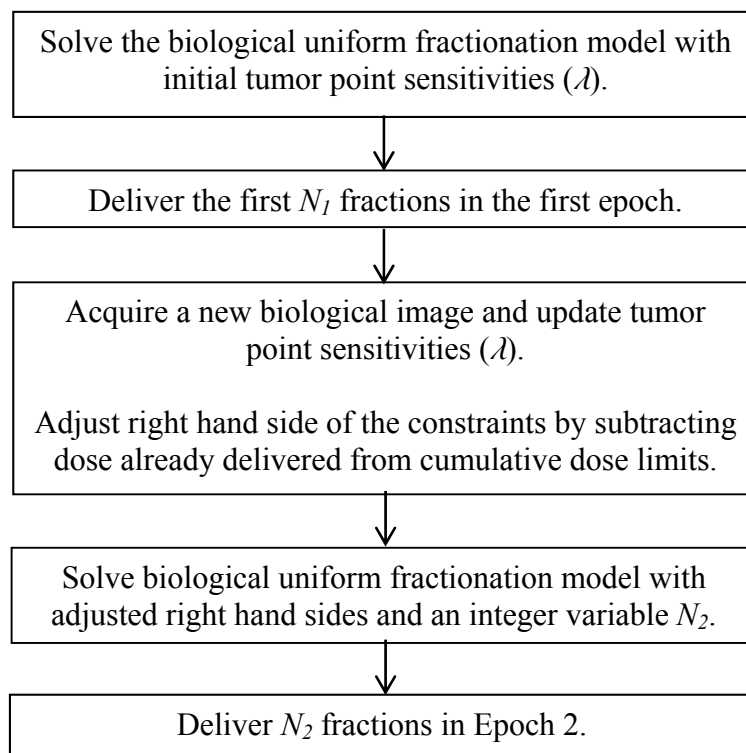 Solve the biological uniform fractionation model with
initial tumor point sensitivities (λ).
Deliver the first N₁ fractions in the first epoch.
Acquire a new biological image and update tumor
point sensitivities (λ).
Adjust right hand side of the constraints by subtracting
dose already delivered from cumulative dose limits.
Solve biological uniform fractionation model with
adjusted right hand sides and an integer variable N₂.
Deliver N₂ fractions in Epoch 2.